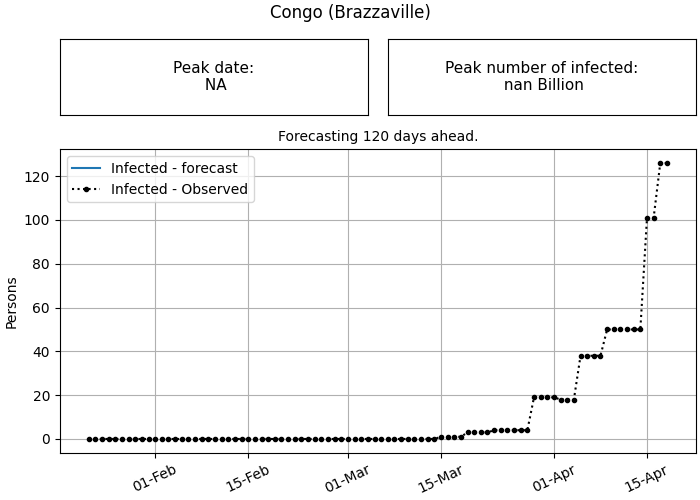 Congo (Brazzaville)
Peak date:
NA
Peak number of infected:
nan Billion
Forecasting 120 days ahead.
Infected - forecast
Infected - Observed
Persons
120
100
80
60
40
20
0
01-Feb
15-Feb
01-Mar
15-Mar
01-Apr
15-Apr